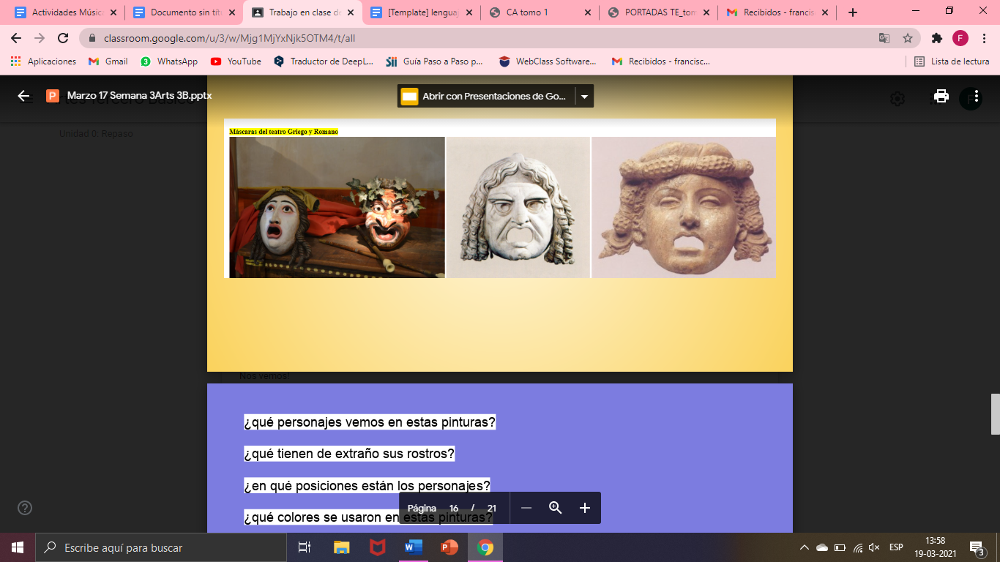 Actividades Músic
Documento sin tít
Trabajo en clase de
[Template] lenguaj
CA tomo 1
PORTADAS TE_tom
Recibidos - francis
classroom.google.com/u/3/w/Mjg1MjYxNjk5OTM4/t/all
F
Aplicaciones
Gmail
3
WhatsApp
YouTube
Traductor de DeepL...
Sii
Guía Paso a Paso p...
WebClass Software...
Recibidos - francisc...
Lista de lectura
P
Marzo 17 Semana 3Arts 3B.pptx
Abrir con Presentaciones de Go...
Unidad 0: Repaso
Máscaras del teatro Griego y Romano
Nos vemos!
¿qué personajes vemos en estas pinturas?
¿qué tienen de extraño sus rostros?
¿en qué posiciones están los personajes?
¿qué colores se usaron en estas pinturas?
Página 16 / 21
Escribe aquí para buscar
ESP
13:58
19-03-2021
3